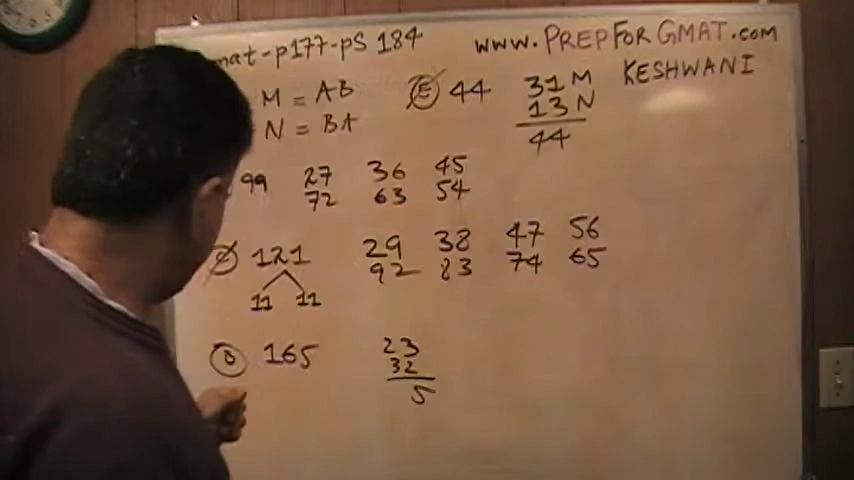 mat-p177-pS 184
www.PREPFORGMAT.com
KESHWANI
M = AB
N = BA
E 44
31 M
13 N
44
99 27 36 45
72 63 54
121 29 38 47 56
92 83 74 65
11 11
D 165 23
32
5